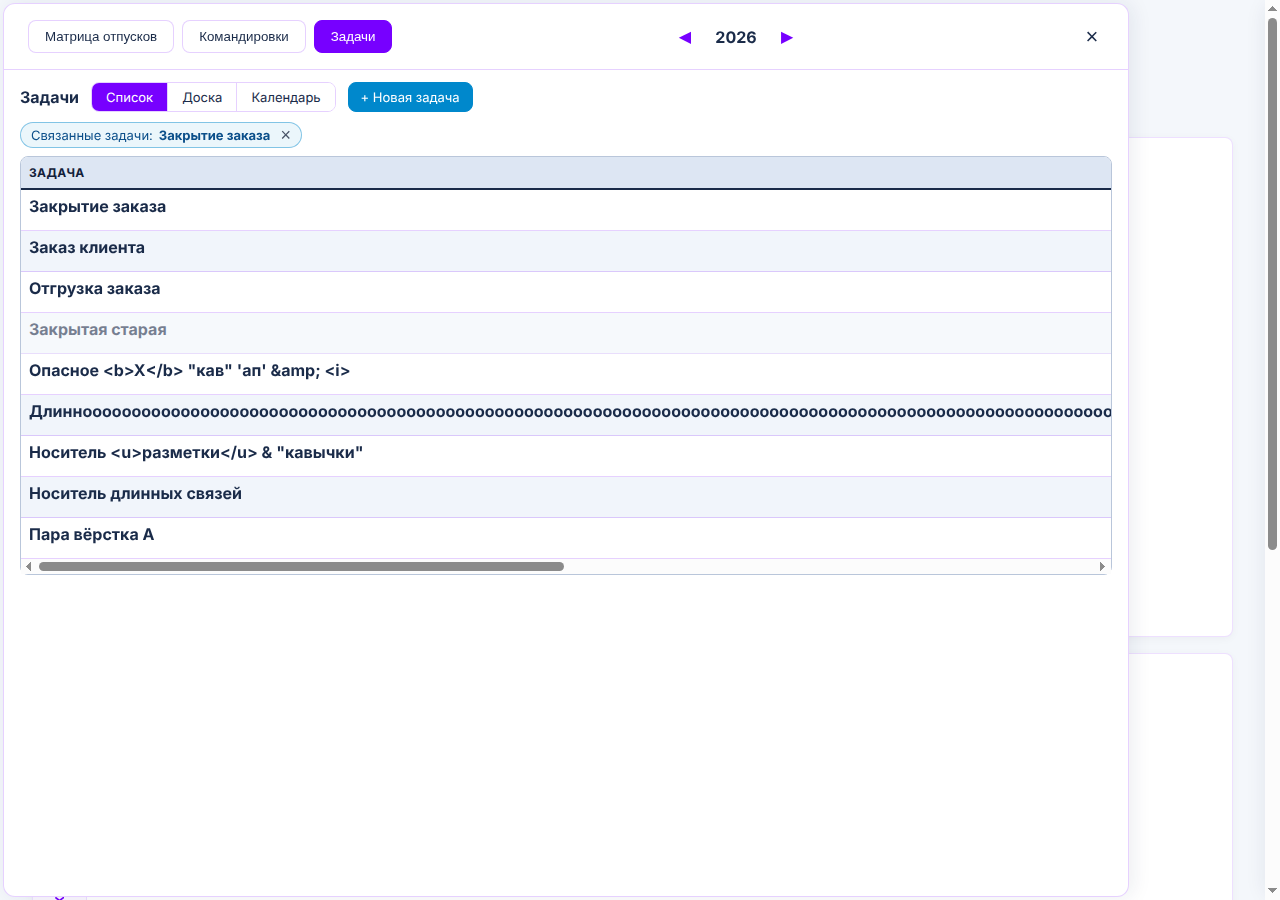 Матрица отпусков Командировки Задачи ◀ 2026 ▶ ×
Задачи Список Доска Календарь + Новая задача
Связанные задачи: Закрытие заказа ×
ЗАДАЧА
Закрытие заказа
Заказ клиента
Отгрузка заказа
Закрытая старая
Опасное <b>X</b> "кав" 'ап' &amp; <i>
Носитель <u>разметки</u> & "кавычки"
Носитель длинных связей
Пара вёрстка А